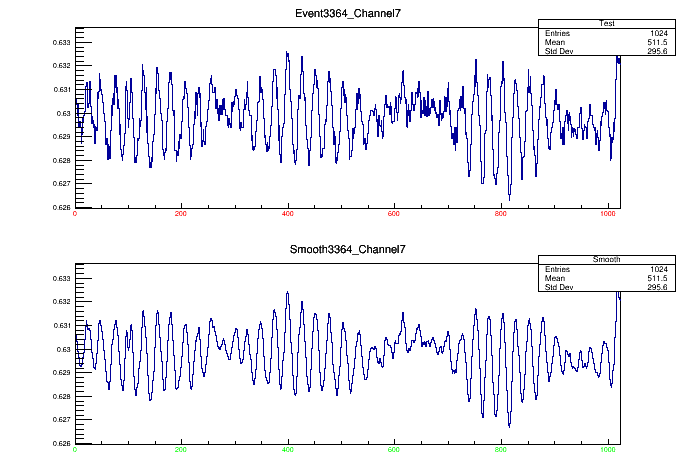 Event3364_Channel7
Test
Entries 1024
Mean 511.5
Std Dev 295.6
0.633
0.632
0.631
0.63
0.629
0.628
0.627
0.626
0 200 400 600 800 1000
Smooth3364_Channel7
Smooth
Entries 1024
Mean 511.5
Std Dev 295.6
0.633
0.632
0.631
0.63
0.629
0.628
0.627
0.626
0 200 400 600 800 1000